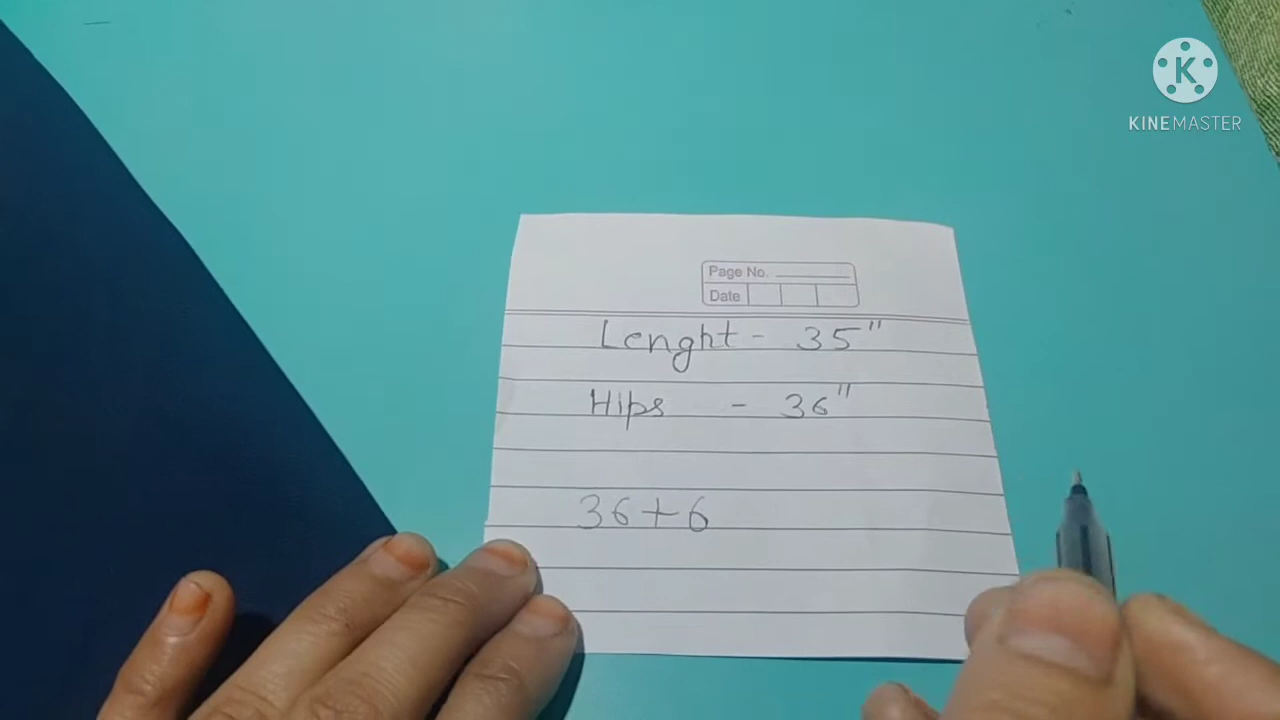 K
KINEMASTER
Page No.
Date
Lenght - 35"
Hips - 36"
36+6